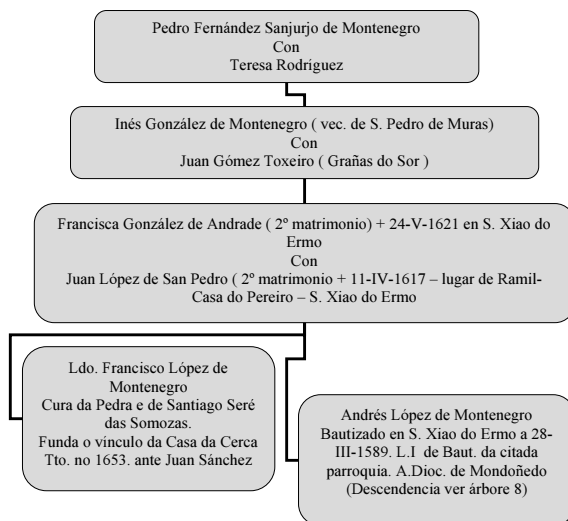 Pedro Fernández Sanjurjo de Montenegro
Con
Teresa Rodríguez
Inés González de Montenegro ( vec. de S. Pedro de Muras)
Con
Juan Gómez Toxeiro ( Grañas do Sor )
Francisca González de Andrade ( 2º matrimonio) + 24-V-1621 en S. Xiao do
Ermo
Con
Juan López de San Pedro ( 2º matrimonio + 11-IV-1617 – lugar de Ramil-
Casa do Pereiro – S. Xiao do Ermo
Ldo. Francisco López de
Montenegro
Cura da Pedra e de Santiago Seré
das Somozas.
Funda o vínculo da Casa da Cerca
Tto. no 1653. ante Juan Sánchez
Andrés López de Montenegro
Bautizado en S. Xiao do Ermo a 28-
III-1589. L.I  de Baut. da citada
parroquia. A.Dioc. de Mondoñedo
(Descendencia ver árbore 8)